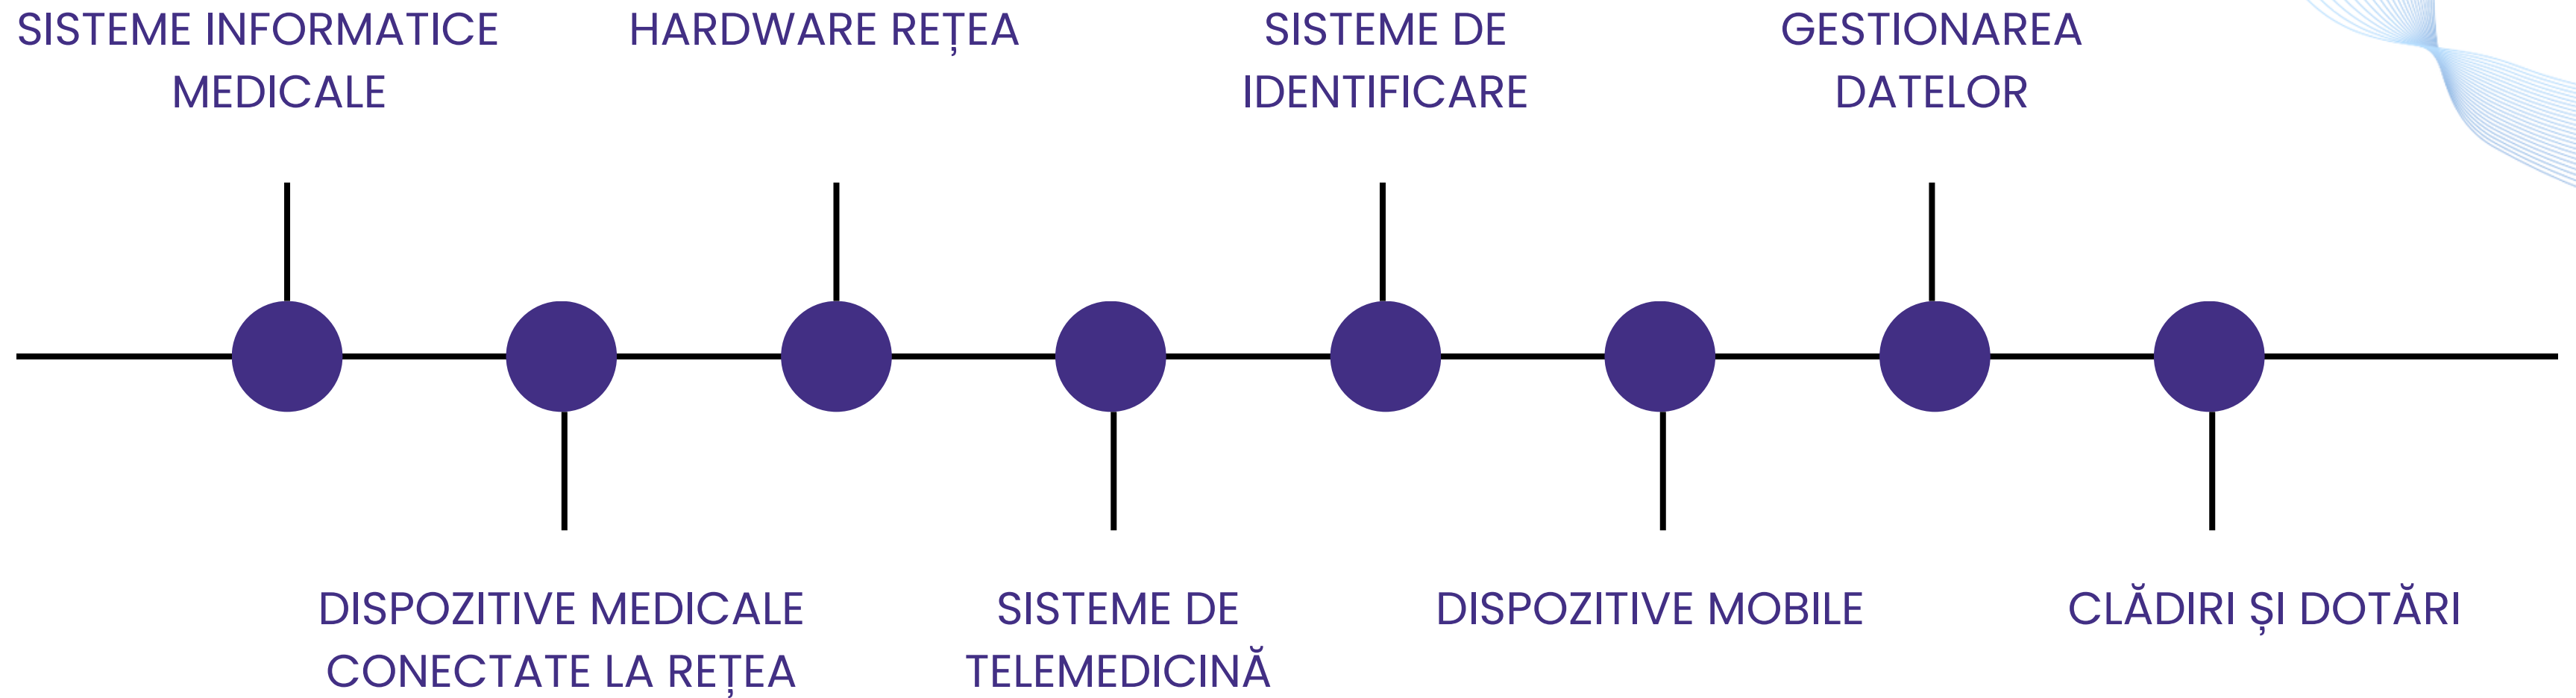 SISTEME INFORMATICE
MEDICALE
HARDWARE REȚEA
SISTEME DE
IDENTIFICARE
GESTIONAREA
DATELOR
DISPOZITIVE MEDICALE
CONECTATE LA REȚEA
SISTEME DE
TELEMEDICINĂ
DISPOZITIVE MOBILE
CLĂDIRI ȘI DOTĂRI